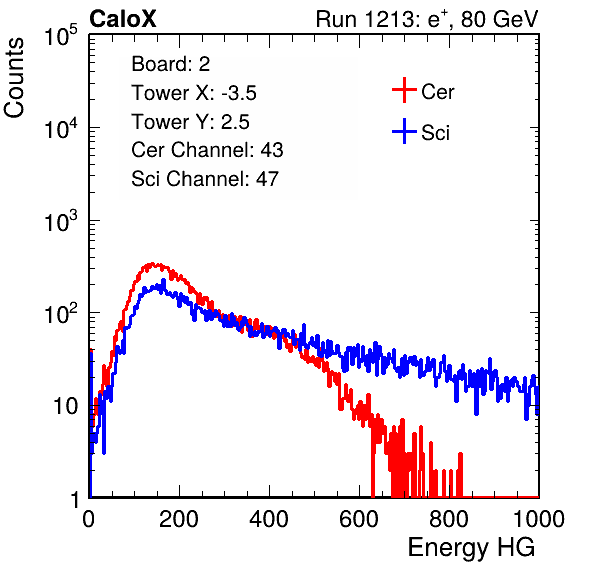 CaloX Run 1213: e⁺, 80 GeV
Counts
10⁵
10⁴
10³
10²
10
1
Board: 2
Tower X: -3.5
Tower Y: 2.5
Cer Channel: 43
Sci Channel: 47
Cer
Sci
0 200 400 600 800 1000
Energy HG